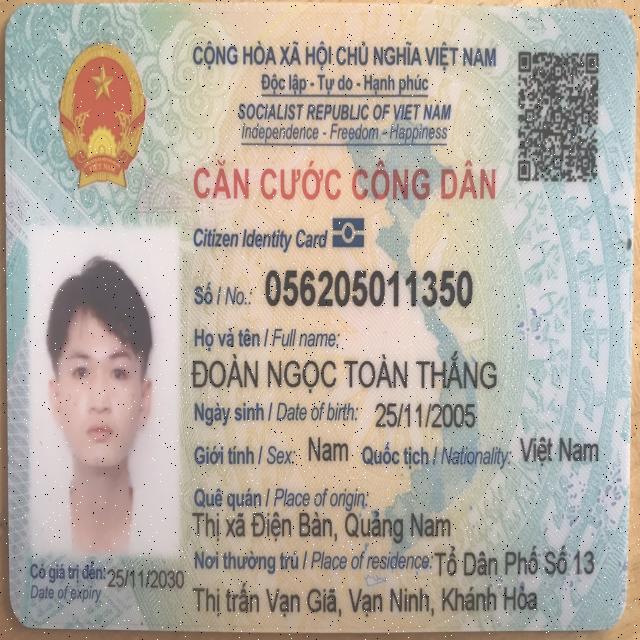 CỘNG HÒA XÃ HỘI CHỦ NGHĨA VIỆT NAM
Độc lập - Tự do - Hạnh phúc
SOCIALIST REPUBLIC OF VIET NAM
Independence - Freedom - Happiness
CĂN CƯỚC CÔNG DÂN
Citizen Identity Card
Số / No.: 056205011350
Họ và tên / Full name:
ĐOÀN NGỌC TOÀN THẮNG
Ngày sinh / Date of birth: 25/11/2005
Giới tính / Sex: Nam Quốc tịch / Nationality: Việt Nam
Quê quán / Place of origin:
Thị xã Điện Bàn, Quảng Nam
Nơi thường trú / Place of residence: Tổ Dân Phố Số 13
Thị trấn Vạn Giã, Vạn Ninh, Khánh Hòa
Có giá trị đến: 25/11/2030
Date of expiry
VIỆT NAM